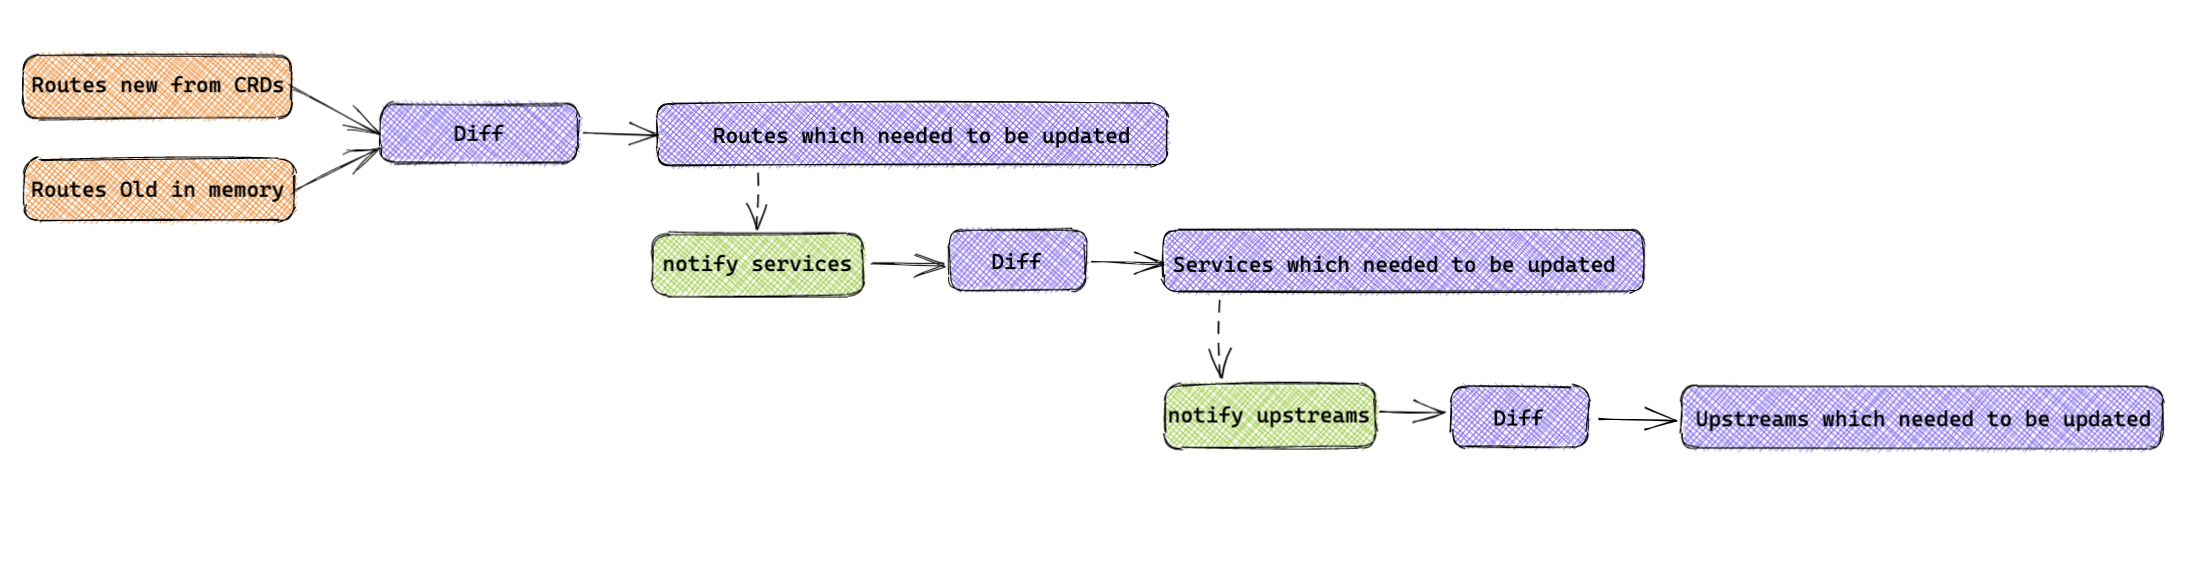 Routes new from CRDs
Routes Old in memory
Diff
Routes which needed to be updated
notify services
Diff
Services which needed to be updated
notify upstreams
Diff
Upstreams which needed to be updated